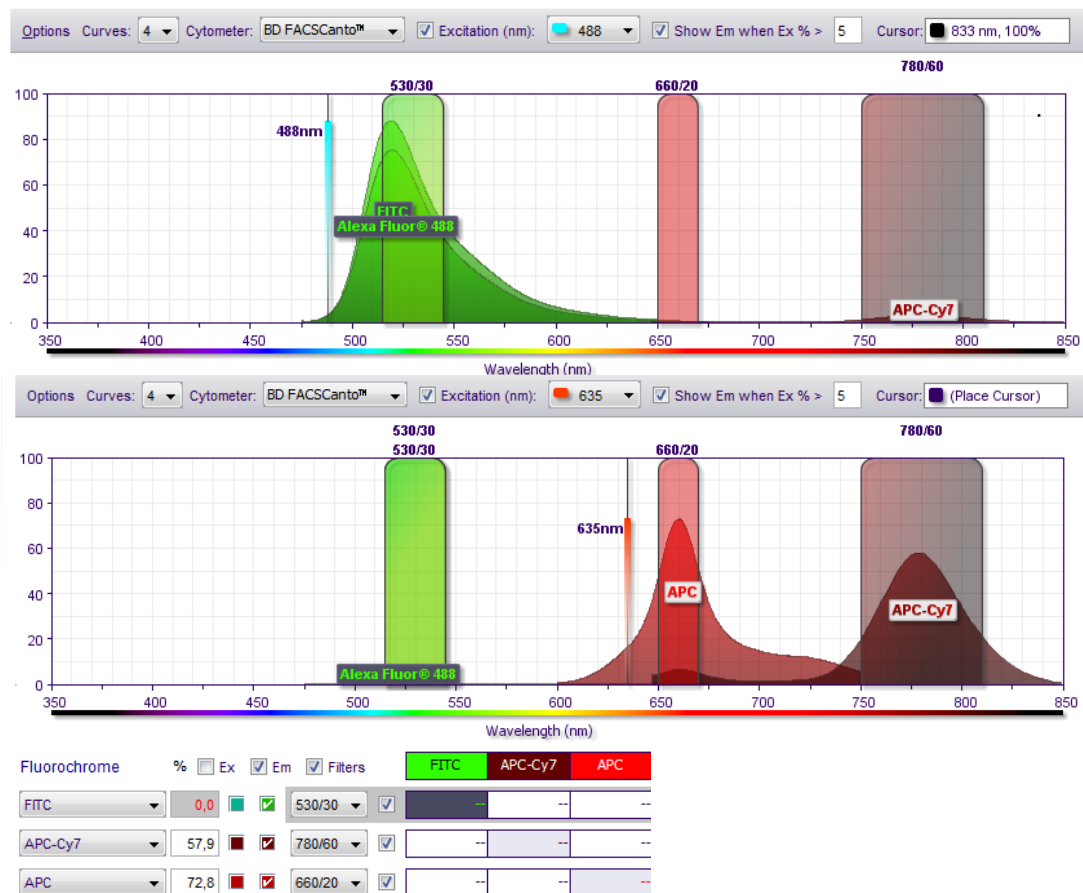 Options Curves: 4 Cytometer: BD FACSCanto™ Excitation (nm): 488 Show Em when Ex % > 5 Cursor: 833 nm, 100%
780/60
530/30 660/20
100
488nm
80
60
FITC
Alexa Fluor® 488
40
20
APC-Cy7
0
350 400 450 500 550 600 650 700 750 800 850
Wavelength (nm)
Options Curves: 4 Cytometer: BD FACSCanto™ Excitation (nm): 635 Show Em when Ex % > 5 Cursor: (Place Cursor)
530/30 780/60
530/30 660/20
100
80
635nm
60
APC
40
APC-Cy7
20
Alexa Fluor® 488
0
350 400 450 500 550 600 650 700 750 800 850
Wavelength (nm)
Fluorochrome % Ex Em Filters FITC APC-Cy7 APC
FITC 0,0 530/30 -- -- --
APC-Cy7 57,9 780/60 -- -- --
APC 72,8 660/20 -- -- --